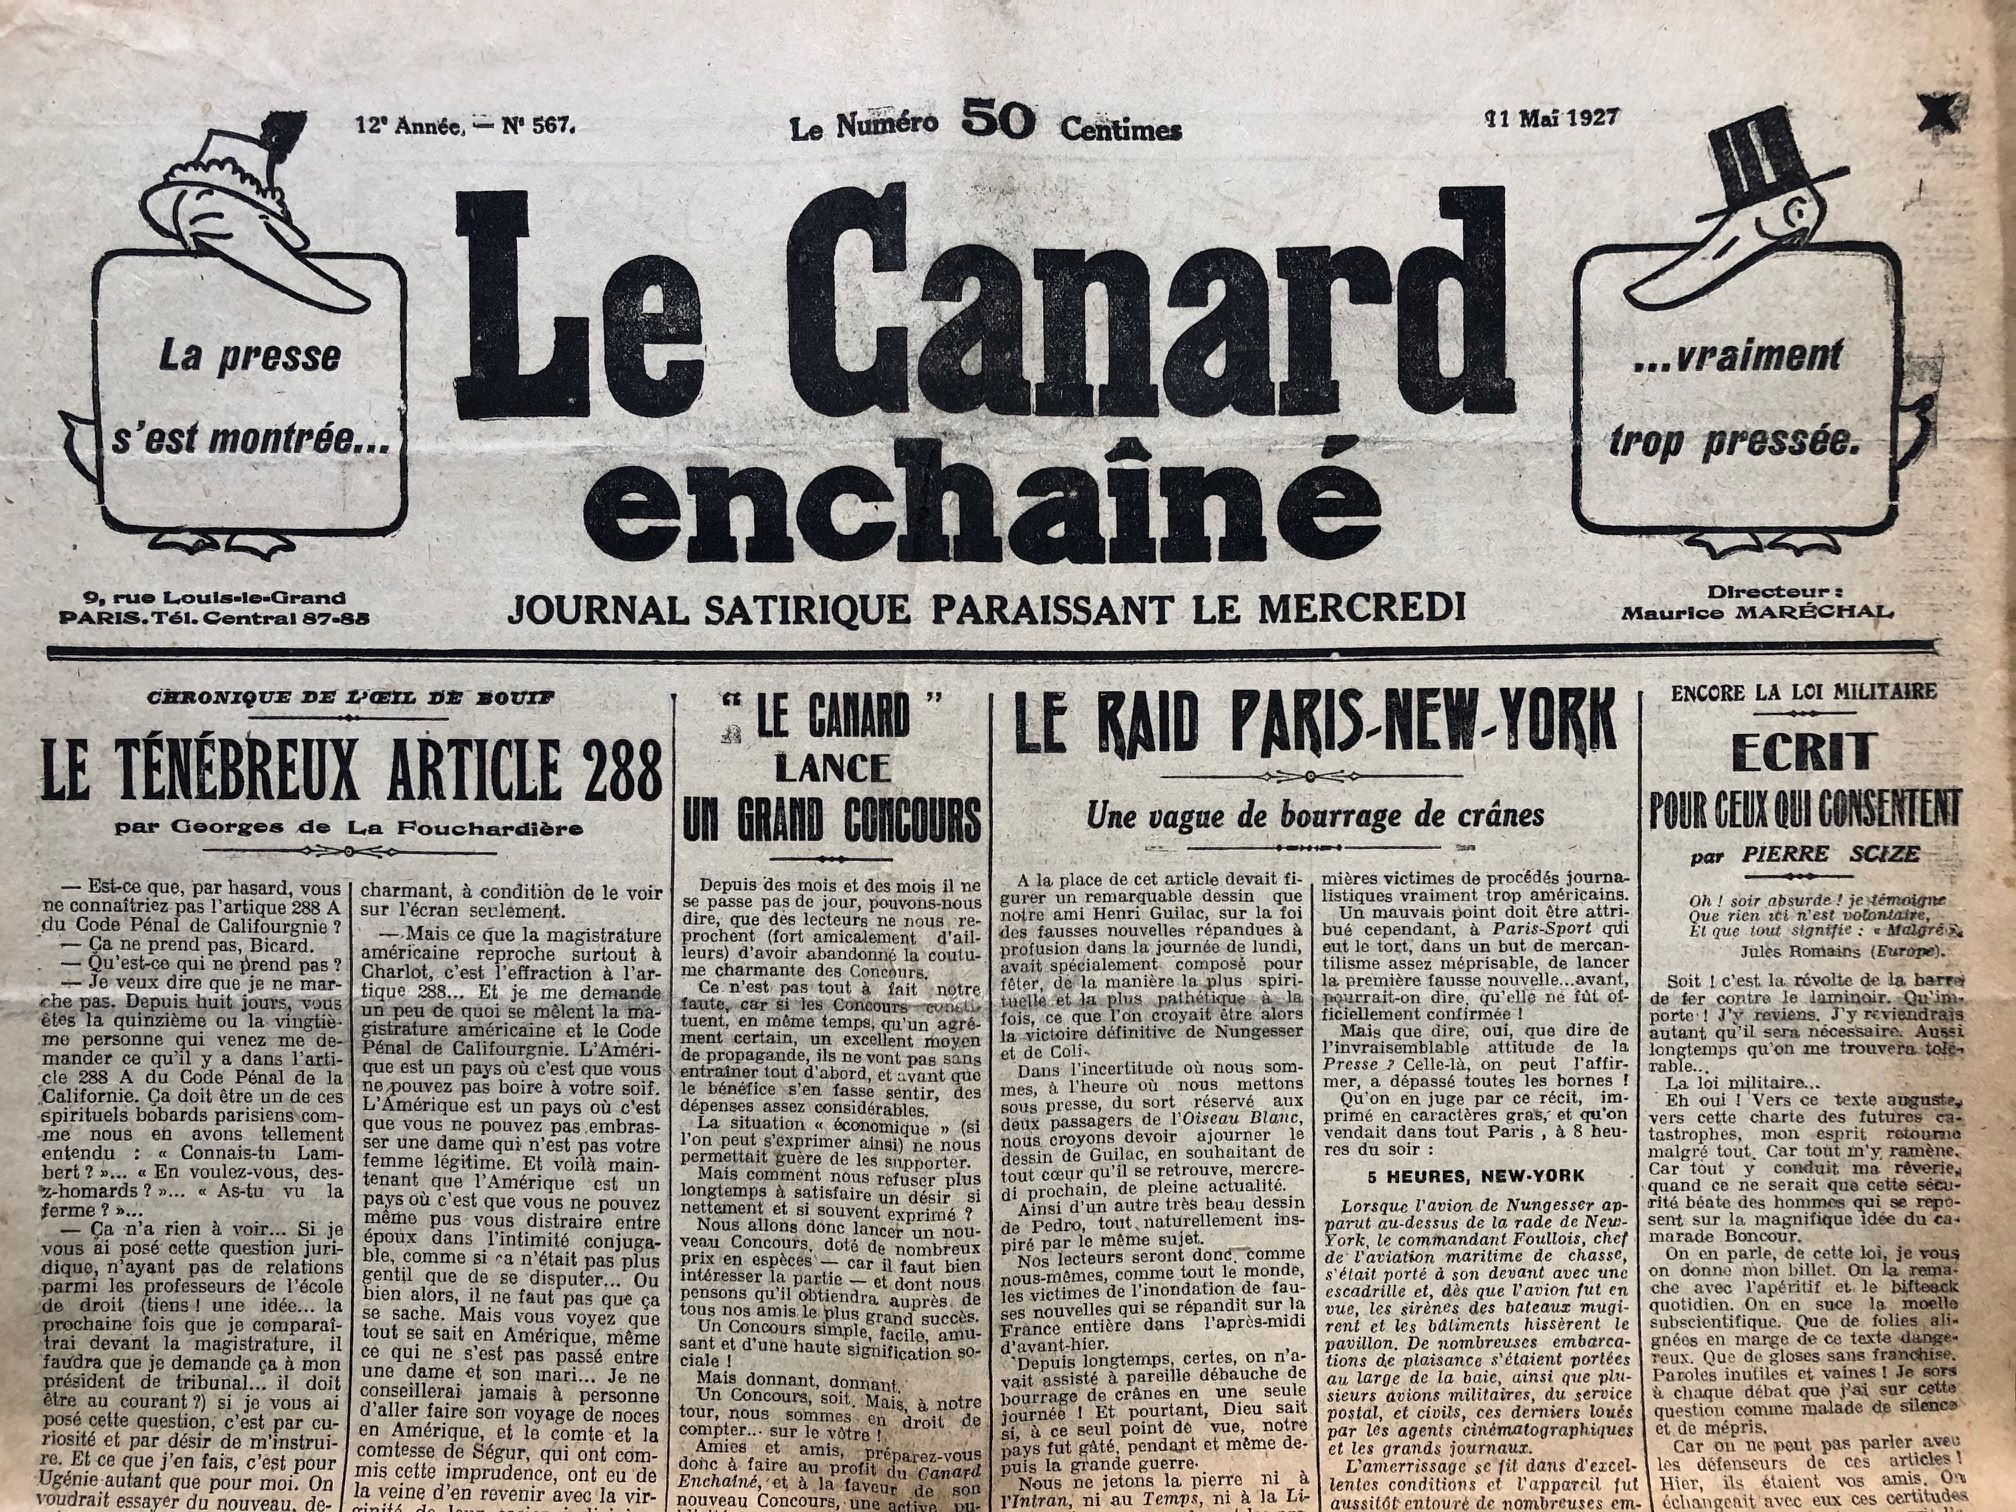 12e Année. — N° 567.
Le Numéro 50 Centimes
11 Mai 1927
La presse
s'est montrée...
Le Canard
enchaîné
...vraiment
trop pressée.
9, rue Louis-le-Grand
PARIS. Tél. Central 87-85
JOURNAL SATIRIQUE PARAISSANT LE MERCREDI
Directeur :
Maurice MARÉCHAL
CHRONIQUE DE L'ŒIL DE BOUIF
LE TÉNÉBREUX ARTICLE 288
par Georges de La Fouchardière
— Est-ce que, par hasard, vous
ne connaîtriez pas l'artique 288 A
du Code Pénal de Califourgnie ?
— Ça ne prend pas, Bicard.
— Qu'est-ce qui ne prend pas ?
— Je veux dire que je ne mar-
che pas. Depuis huit jours, vous
êtes la quinzième ou la vingtiè-
me personne qui venez me de-
mander ce qu'il y a dans l'arti-
cle 288 A du Code Pénal de la
Californie. Ça doit être un de ces
spirituels bobards parisiens com-
me nous en avons tellement
entendu : « Connais-tu Lam-
bert ? »... « En voulez-vous, des-
z-homards ? »... « As-tu vu la
ferme ? »...
— Ça n'a rien à voir... Si je
vous ai posé cette question juri-
dique, n'ayant pas de relations
parmi les professeurs de l'école
de droit (tiens ! une idée... la
prochaine fois que je comparaî-
trai devant la magistrature, il
faudra que je demande ça à mon
président de tribunal... il doit
être au courant ?) si je vous ai
posé cette question, c'est par cu-
riosité et par désir de m'instrui-
re. Et ce que j'en fais, c'est pour
Ugénie autant que pour moi. On
voudrait essayer du nouveau, de-
charmant, à condition de le voir
sur l'écran seulement.
— Mais ce que la magistrature
américaine reproche surtout à
Charlot, c'est l'effraction à l'ar-
tique 288... Et je me demande
un peu de quoi se mêlent la ma-
gistrature américaine et le Code
Pénal de Califourgnie. L'Améri-
que est un pays où c'est que vous
ne pouvez pas boire à votre soif.
L'Amérique est un pays où c'est
que vous ne pouvez pas embras-
ser une dame qui n'est pas votre
femme légitime. Et voilà main-
tenant que l'Amérique est un
pays où c'est que vous ne pouvez
même pus vous distraire entre
époux dans l'intimité conjuga-
le, comme si ça n'était pas plus
gentil que de se disputer... Ou
bien alors, il ne faut pas que ça
se sache. Mais vous voyez que
tout se sait en Amérique, même
ce qui ne s'est pas passé entre
une dame et son mari... Je ne
conseillerai jamais à personne
d'aller faire son voyage de noces
en Amérique, et le comte et la
comtesse de Ségur, qui ont com-
mis cette imprudence, ont eu de
la veine d'en revenir avec la vir-
“ LE CANARD ”
LANCE
UN GRAND CONCOURS
Depuis des mois et des mois il ne
se passe pas de jour, pouvons-nous
dire, que des lecteurs ne nous re-
prochent (fort amicalement d'ail-
leurs) d'avoir abandonné la coutu-
me charmante des Concours.
Ce n'est pas tout à fait notre
faute, car si les Concours consti-
tuent, en même temps, qu'un agré-
ment certain, un excellent moyen
de propagande, ils ne vont pas sans
entraîner tout d'abord, et avant que
le bénéfice s'en fasse sentir, des
dépenses assez considérables.
La situation « économique » (si
l'on peut s'exprimer ainsi) ne nous
permettait guère de les supporter.
Mais comment nous refuser plus
longtemps à satisfaire un désir si
nettement et si souvent exprimé ?
Nous allons donc lancer un nou-
veau Concours, doté de nombreux
prix en espèces — car il faut bien
intéresser la partie — et dont nous
pensons qu'il obtiendra auprès de
tous nos amis le plus grand succès.
Un Concours simple, facile, amu-
sant et d'une haute signification so-
ciale !
Mais donnant, donnant.
Un Concours, soit. Mais, à notre
tour, nous sommes en droit de
compter... sur le vôtre !
Amies et amis, préparez-vous
donc à faire au profit du Canard
Enchaîné, et à la faveur de son
nouveau Concours, une active pu-
LE RAID PARIS-NEW-YORK
Une vague de bourrage de crânes
A la place de cet article devait fi-
gurer un remarquable dessin que
notre ami Henri Guilac, sur la foi
des fausses nouvelles répandues à
profusion dans la journée de lundi,
avait spécialement composé pour
fêter, de la manière la plus spiri-
tuelle et la plus pathétique à la
fois, ce que l'on croyait être alors
la victoire définitive de Nungesser
et de Coli.
Dans l'incertitude où nous som-
mes, à l'heure où nous mettons
sous presse, du sort réservé aux
deux passagers de l'Oiseau Blanc,
nous croyons devoir ajourner le
dessin de Guilac, en souhaitant de
tout cœur qu'il se retrouve, mercre-
di prochain, de pleine actualité.
Ainsi d'un autre très beau dessin
de Pedro, tout naturellement ins-
piré par le même sujet.
Nos lecteurs seront donc, comme
nous-mêmes, comme tout le monde,
les victimes de l'inondation de faus-
ses nouvelles qui se répandit sur la
France entière dans l'après-midi
d'avant-hier.
Depuis longtemps, certes, on n'a-
vait assisté à pareille débauche de
bourrage de crânes en une seule
journée ! Et pourtant, Dieu sait
si, à ce seul point de vue, notre
pays fut gâté, pendant et même de-
puis la grande guerre.
Nous ne jetons la pierre ni à
l'Intran, ni au Temps, ni à la Li-
mières victimes de procédés journa-
listiques vraiment trop américains.
Un mauvais point doit être attri-
bué cependant, à Paris-Sport qui
eut le tort, dans un but de mercan-
tilisme assez méprisable, de lancer
la première fausse nouvelle...avant,
pourrait-on dire, qu'elle ne fût of-
ficiellement confirmée !
Mais que dire, oui, que dire de
l'invraisemblable attitude de la
Presse ? Celle-là, on peut l'affir-
mer, a dépassé toutes les bornes !
Qu'on en juge par ce récit, im-
primé en caractères gras, et qu'on
vendait dans tout Paris, à 8 heu-
res du soir :
5 HEURES, NEW-YORK
Lorsque l'avion de Nungesser ap-
parut au-dessus de la rade de New-
York, le commandant Foullois, chef
de l'aviation maritime de chasse,
s'était porté à son devant avec une
escadrille et, dès que l'avion fut en
vue, les sirènes des bateaux mugi-
rent et les bâtiments hissèrent le
pavillon. De nombreuses embarca-
tions de plaisance s'étaient portées
au large de la baie, ainsi que plu-
sieurs avions militaires, du service
postal, et civils, ces derniers loués
par les agents cinématographiques
et les grands journaux.
L'amerrissage se fit dans d'excel-
lentes conditions et l'appareil fut
aussitôt entouré de nombreuses em-
ENCORE LA LOI MILITAIRE
ECRIT
POUR CEUX QUI CONSENTENT
par PIERRE SCIZE
Oh ! soir absurde ! je témoigne
Que rien ici n'est volontaire,
Et que tout signifie : « Malgré ».
Jules Romains (Europe).
Soit ! c'est la révolte de la barre
de fer contre le laminoir. Qu'im-
porte ! J'y reviens. J'y reviendrais
autant qu'il sera nécessaire. Aussi
longtemps qu'on me trouvera tolé-
rable...
La loi militaire...
Eh oui ! Vers ce texte auguste,
vers cette charte des futures ca-
tastrophes, mon esprit retourne
malgré tout. Car tout m'y ramène.
Car tout y conduit ma rêverie,
quand ce ne serait que cette sécu-
rité béate des hommes qui se repo-
sent sur la magnifique idée du ca-
marade Boncour.
On en parle, de cette loi, je vous
on donne mon billet. On la rema-
che avec l'apéritif et le bifteack
quotidien. On en suce la moelle
subscientifique. Que de folies ali-
gnées en marge de ce texte dange-
reux. Que de gloses sans franchise.
Paroles inutiles et vaines ! Je sors
à chaque débat que j'ai sur cette
question comme malade de silence
et de mépris.
Car on ne peut pas parler avec
les défenseurs de ces articles !
Hier, ils étaient vos amis. On
échangeait avec eux ces certitudes